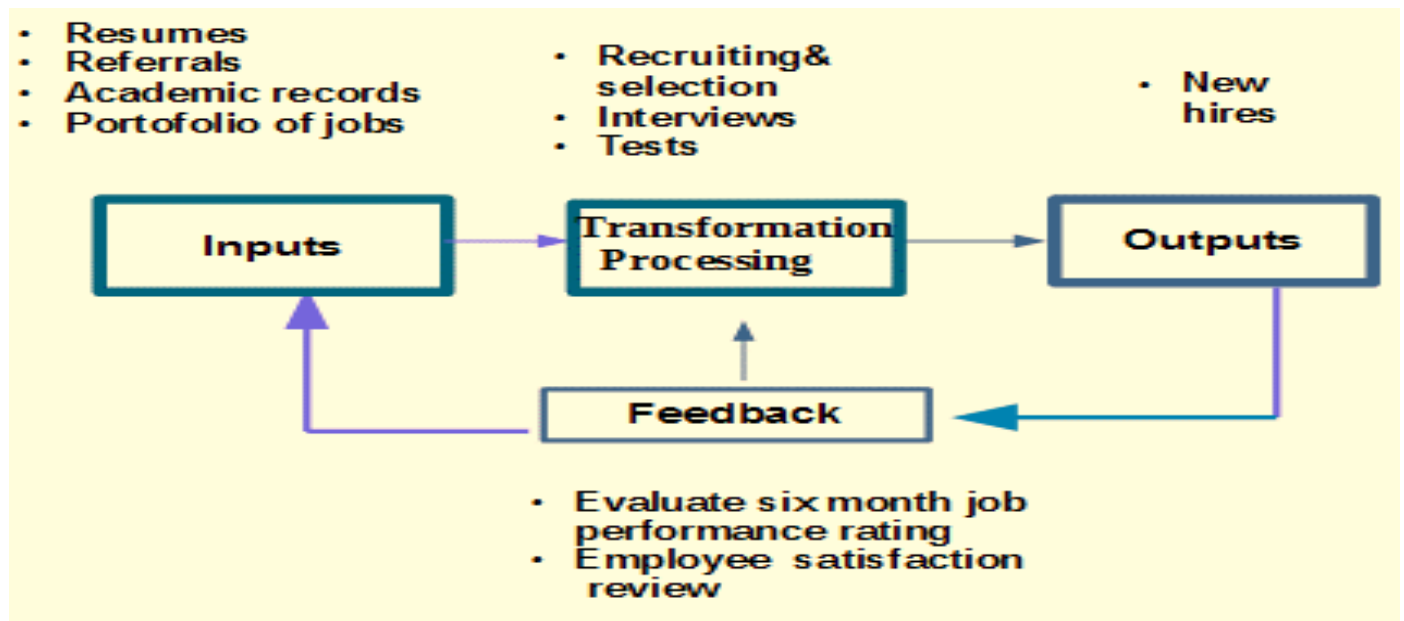 • Resumes
• Referrals
• Academic records
• Portofolio of jobs
• Recruiting&
selection
• Interviews
• Tests
• New
hires
Inputs
Transformation
Processing
Outputs
Feedback
• Evaluate six month job
performance rating
• Employee satisfaction
review